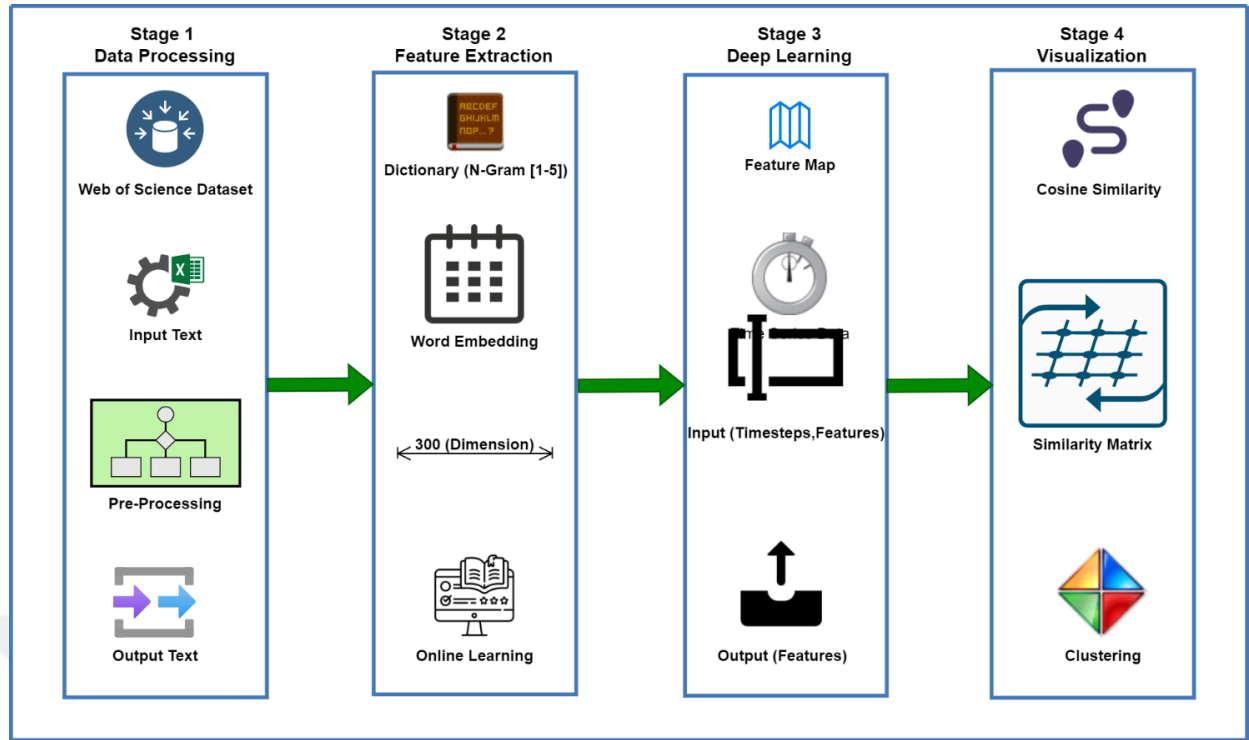 Stage 1
Data Processing
Web of Science Dataset
Input Text
Pre-Processing
Output Text
Stage 2
Feature Extraction
ABCDEF
GHIJKLM
NOP...?
Dictionary (N-Gram [1-5])
Word Embedding
300 (Dimension)
Online Learning
Stage 3
Deep Learning
Feature Map
Input (Timesteps,Features)
Output (Features)
Stage 4
Visualization
Cosine Similarity
Similarity Matrix
Clustering